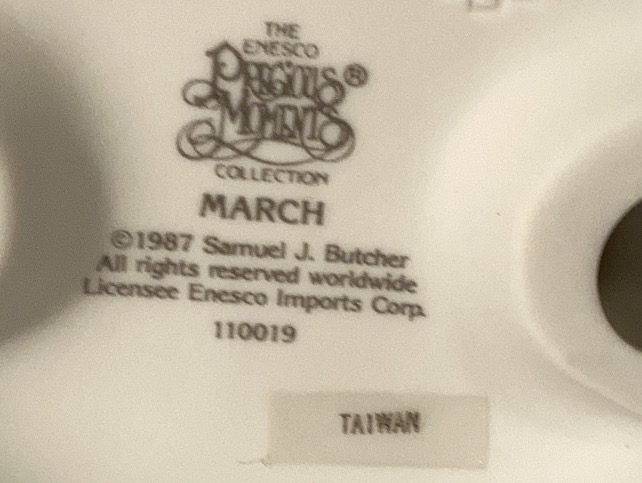 THE
ENESCO
PRECIOUS®
MOMENTS
COLLECTION
MARCH
©1987 Samuel J. Butcher
All rights reserved worldwide
Licensee Enesco Imports Corp.
110019
TAIWAN